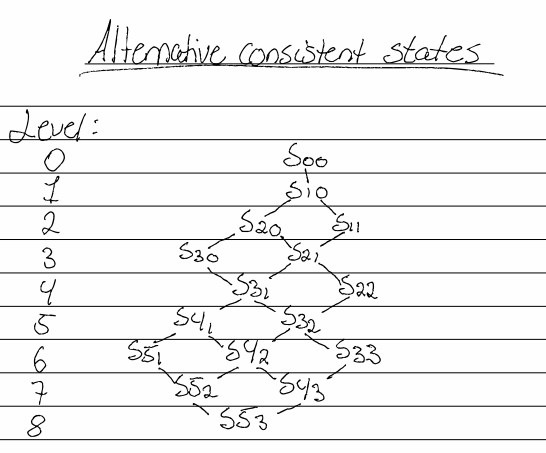 Alternative consistent states
Level:
0 S00
1 S10
2 S20 S11
3 S30 S21
4 S31 S22
5 S41 S32
6 S51 S42 S33
7 S52 S43
8 S53